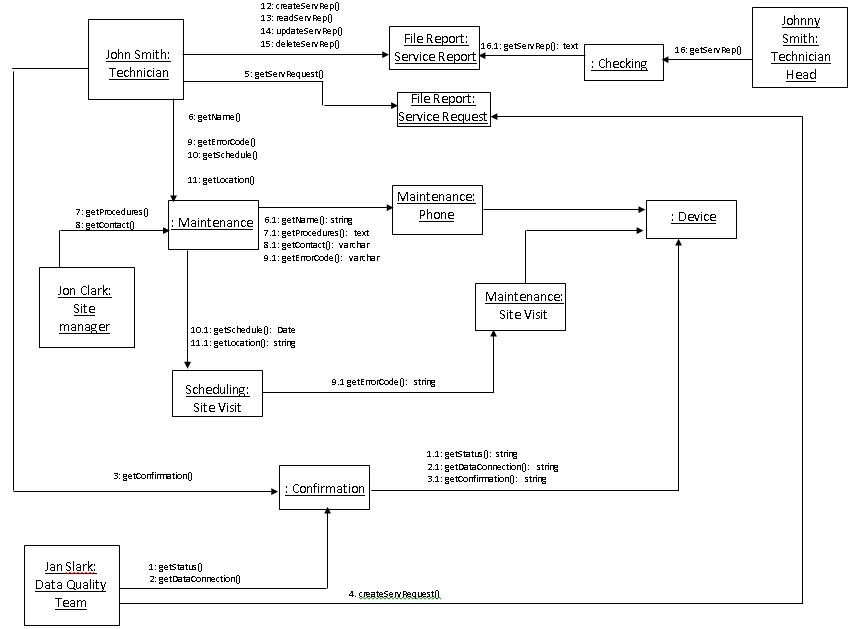 12: createServRep()
13: readServRep()
14: updateServRep()
15: deleteServRep()
John Smith:
Technician
File Report:
Service Report
16.1: getServRep(): text
: Checking
16: getServRep()
Johnny
Smith:
Technician
Head
5: getServRequest()
File Report:
Service Request
6: getName()
9: getErrorCode()
10: getSchedule()
11: getLocation()
7: getProcedures()
8: getContact()
: Maintenance
6.1: getName(): string
7.1: getProcedures(): text
8.1: getContact(): varchar
9.1: getErrorCode(): varchar
Maintenance:
Phone
: Device
Jon Clark:
Site
manager
Maintenance:
Site Visit
10.1: getSchedule(): Date
11.1: getLocation(): string
Scheduling:
Site Visit
9.1 getErrorCode(): string
3: getConfirmation()
: Confirmation
1.1: getStatus(): string
2.1: getDataConnection(): string
3.1: getConfirmation(): string
Jan Slark:
Data Quality
Team
1: getStatus()
2: getDataConnection()
4. createServRequest()